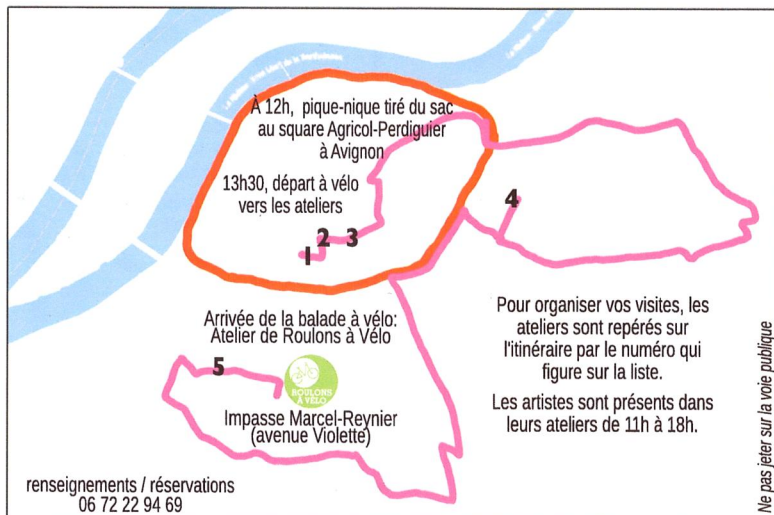 À 12h, pique-nique tiré du sac
au square Agricol-Perdiguier
à Avignon
13h30, départ à vélo
vers les ateliers
1
2
3
4
Arrivée de la balade à vélo:
Atelier de Roulons à Vélo
5
ROULONS
À VÉLO
Impasse Marcel-Reynier
(avenue Violette)
Pour organiser vos visites, les
ateliers sont repérés sur
l'itinéraire par le numéro qui
figure sur la liste.
Les artistes sont présents dans
leurs ateliers de 11h à 18h.
renseignements / réservations
06 72 22 94 69
Ne pas jeter sur la voie publique